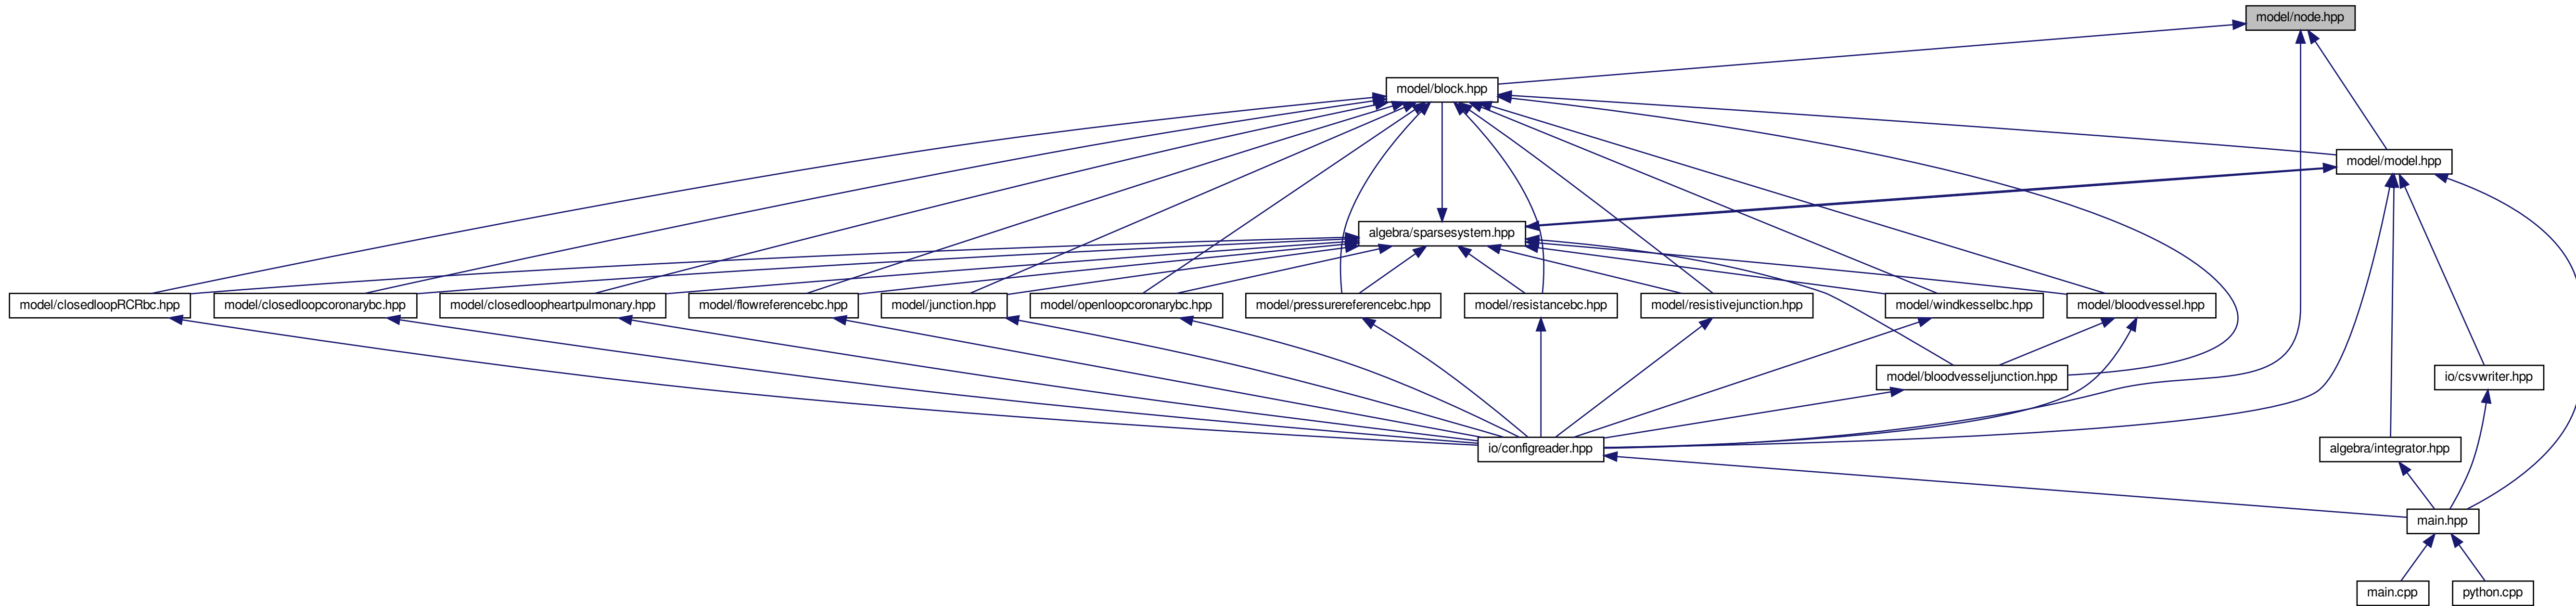 model/node.hpp
model/block.hpp
model/model.hpp
algebra/sparsesystem.hpp
model/closedloopRCRbc.hpp
model/closedloopcoronarybc.hpp
model/closedloopheartpulmonary.hpp
model/flowreferencebc.hpp
model/junction.hpp
model/openloopcoronarybc.hpp
model/pressurereferencebc.hpp
model/resistancebc.hpp
model/resistivejunction.hpp
model/windkesselbc.hpp
model/bloodvessel.hpp
model/bloodvesseljunction.hpp
io/csvwriter.hpp
io/configreader.hpp
algebra/integrator.hpp
main.hpp
main.cpp
python.cpp